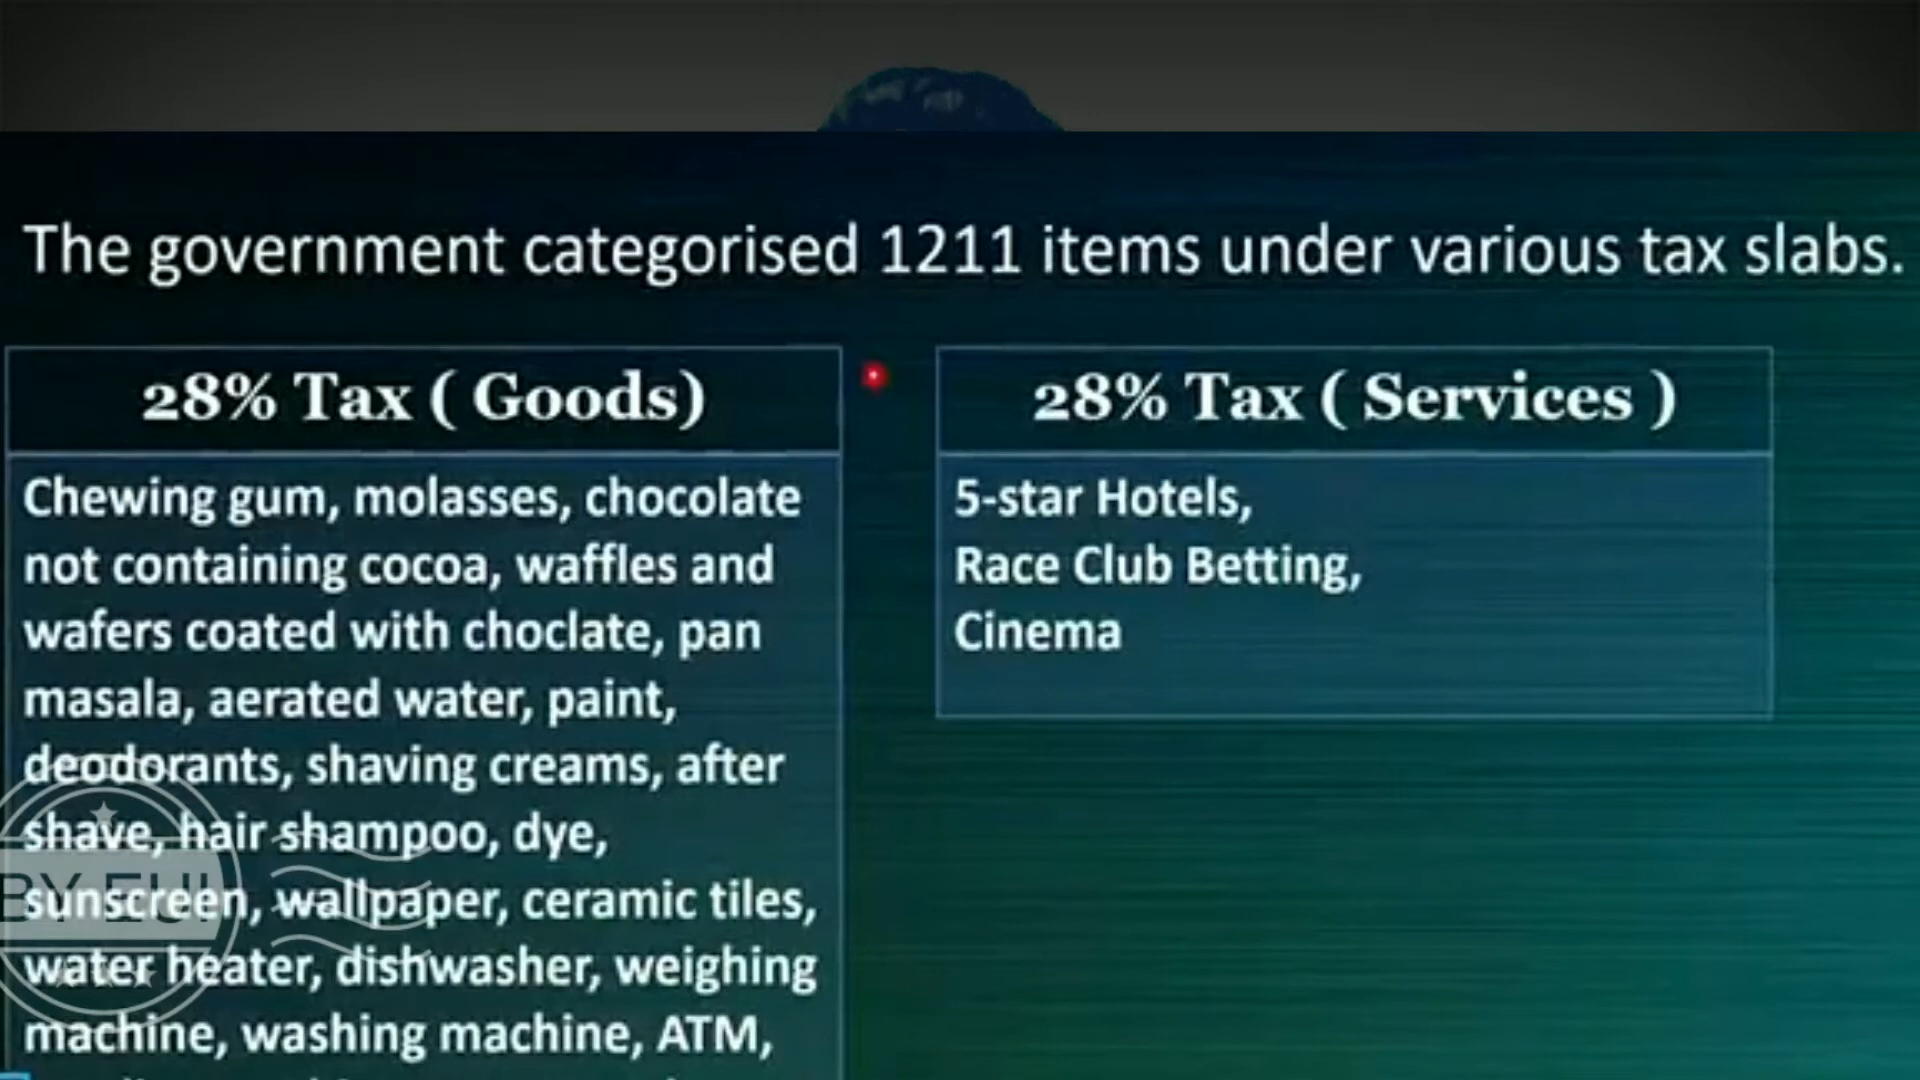 The government categorised 1211 items under various tax slabs.
28% Tax ( Goods)
Chewing gum, molasses, chocolate
not containing cocoa, waffles and
wafers coated with choclate, pan
masala, aerated water, paint,
deodorants, shaving creams, after
shave, hair shampoo, dye,
sunscreen, wallpaper, ceramic tiles,
water heater, dishwasher, weighing
machine, washing machine, ATM,
28% Tax ( Services )
5-star Hotels,
Race Club Betting,
Cinema
BY EUI